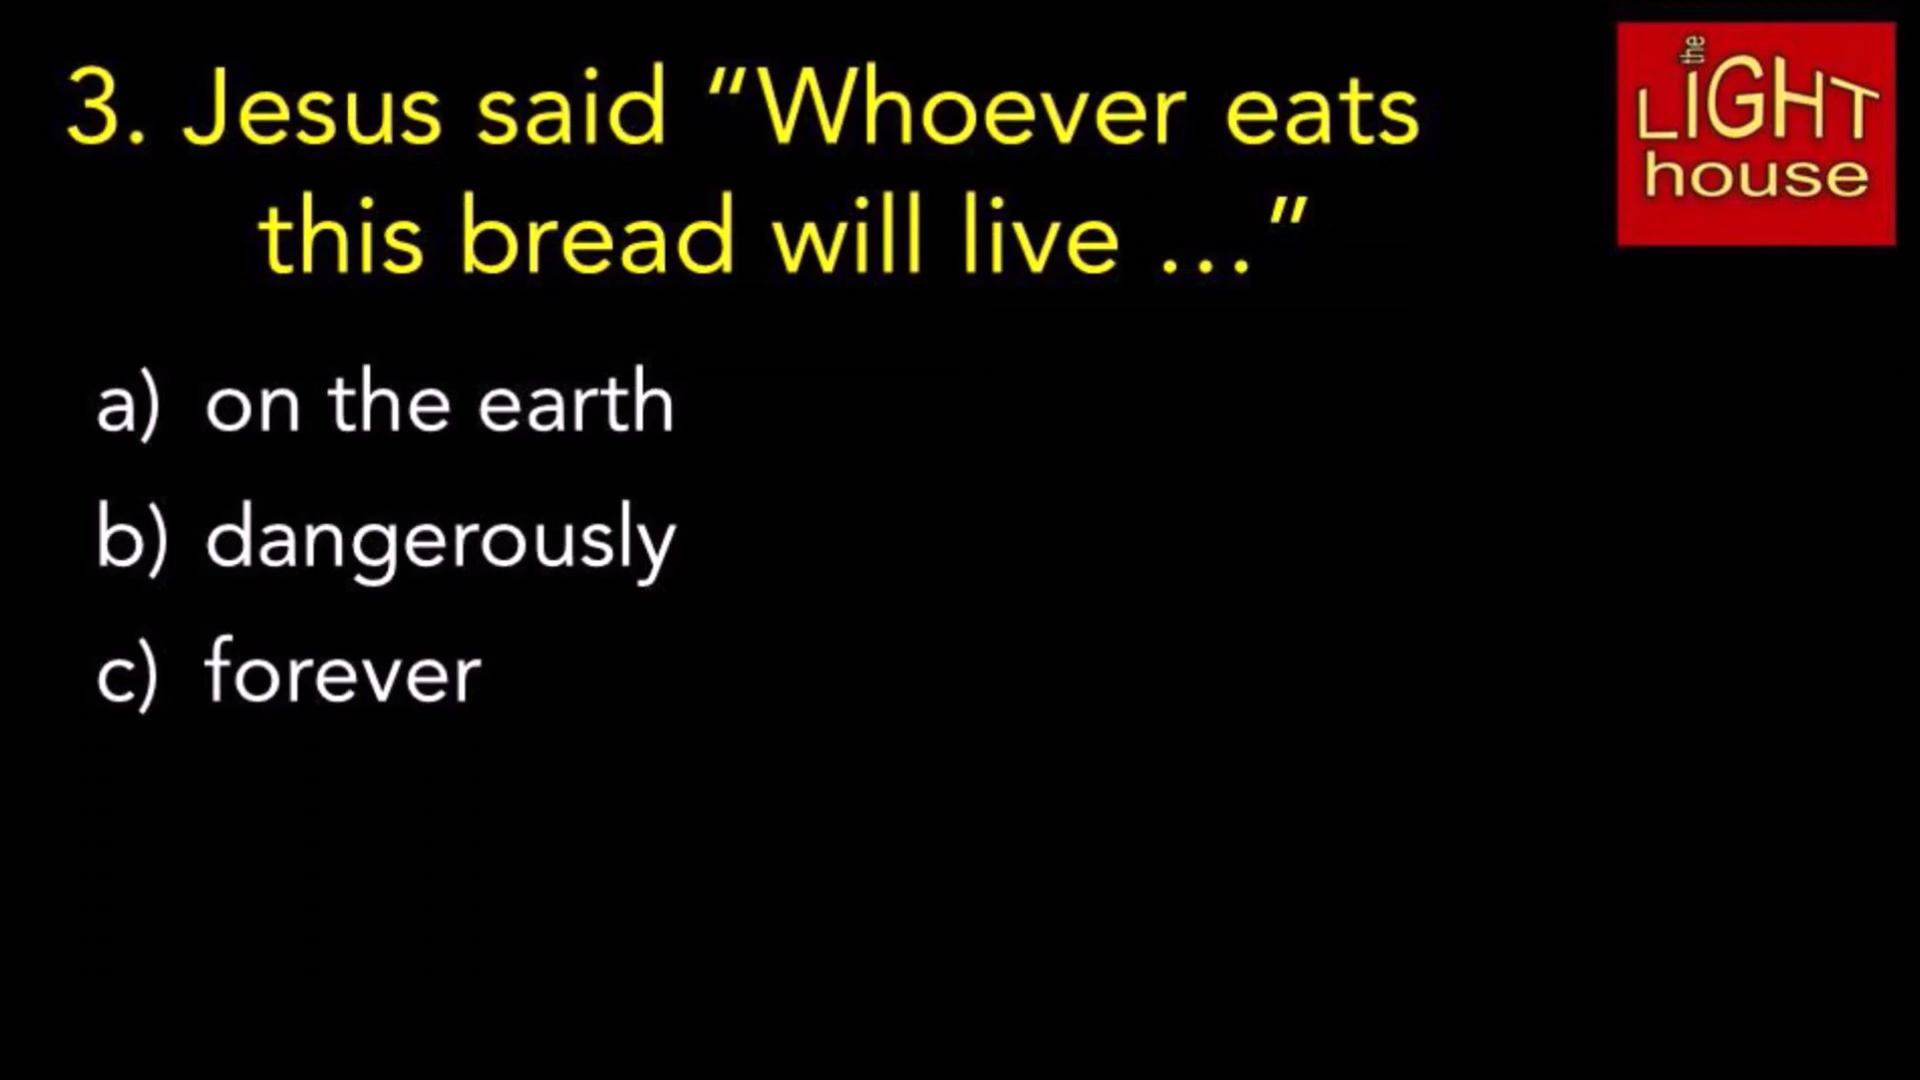 3. Jesus said “Whoever eats
this bread will live ...”
a) on the earth
b) dangerously
c) forever
the
LIGHT
house